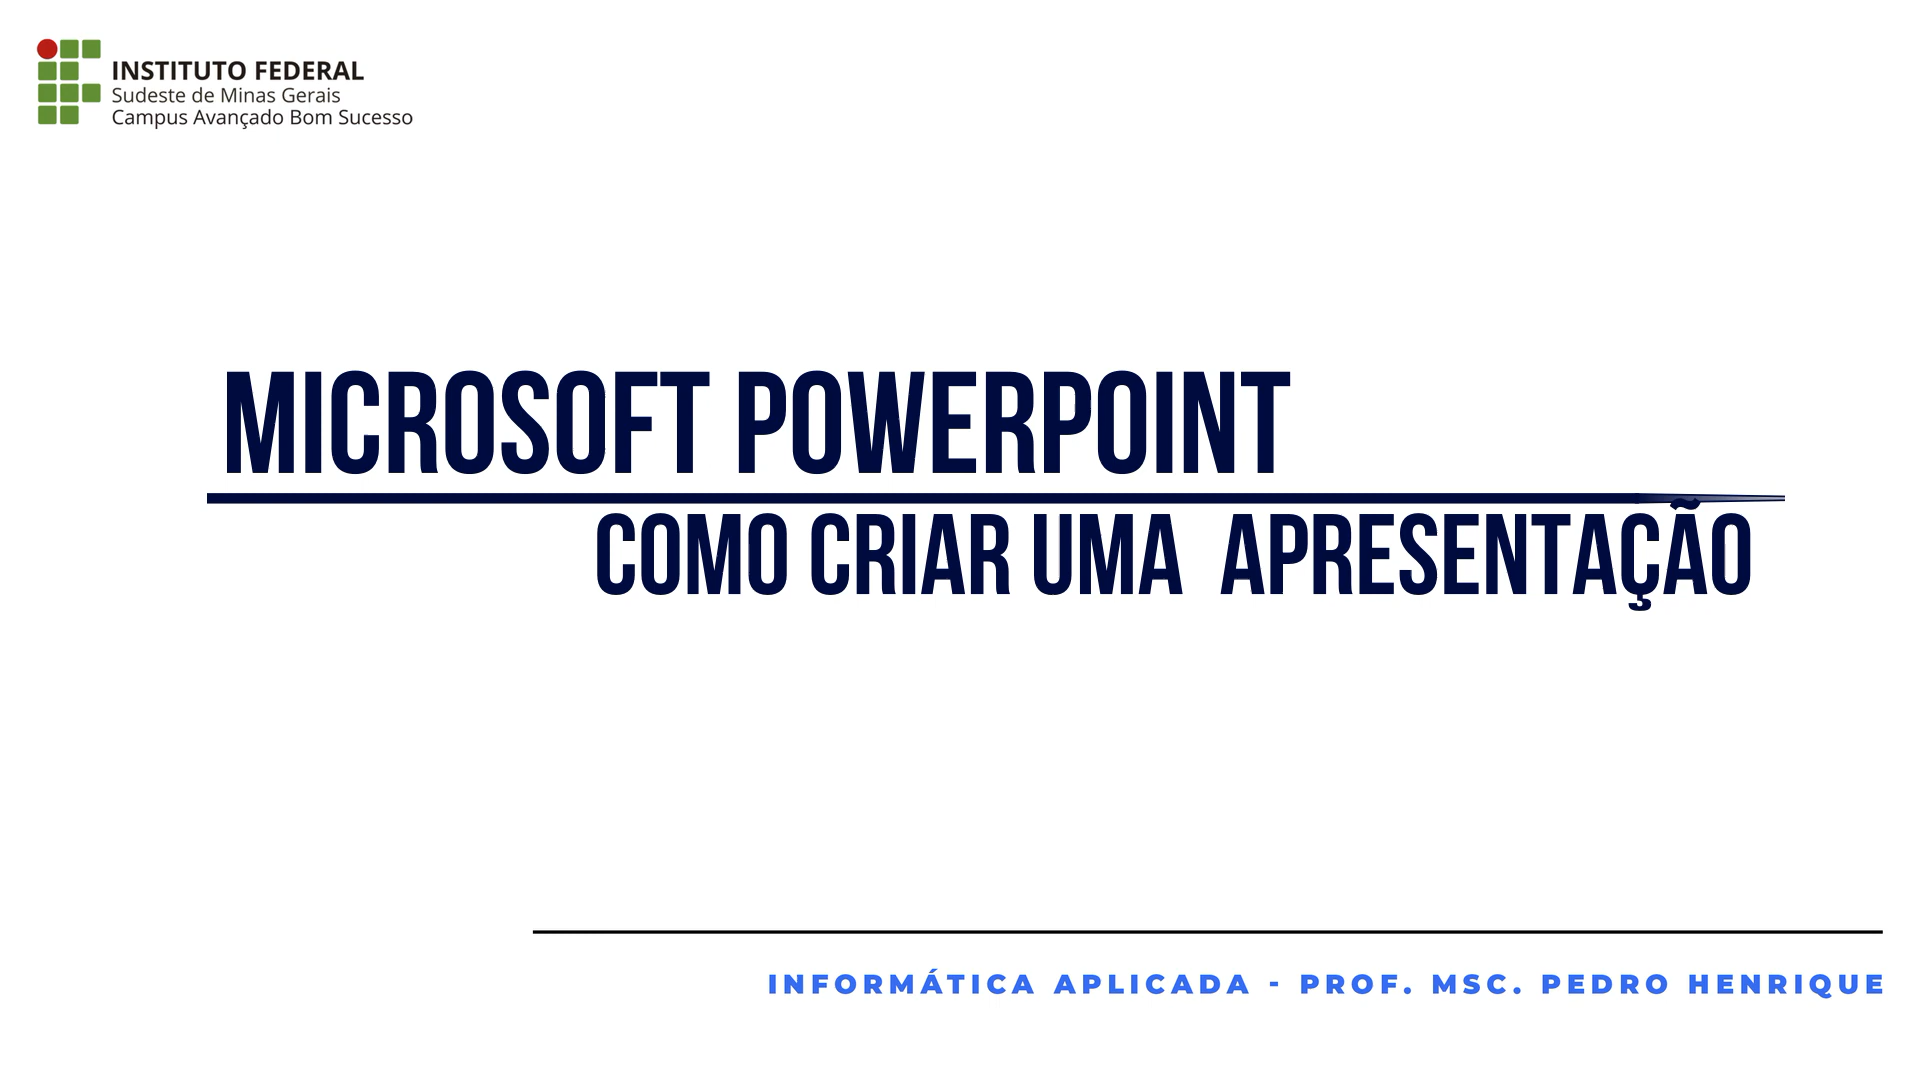 INSTITUTO FEDERAL
Sudeste de Minas Gerais
Campus Avançado Bom Sucesso
MICROSOFT POWERPOINT
COMO CRIAR UMA  APRESENTAÇÃO
INFORMÁTICA APLICADA - PROF. MSC. PEDRO HENRIQUE